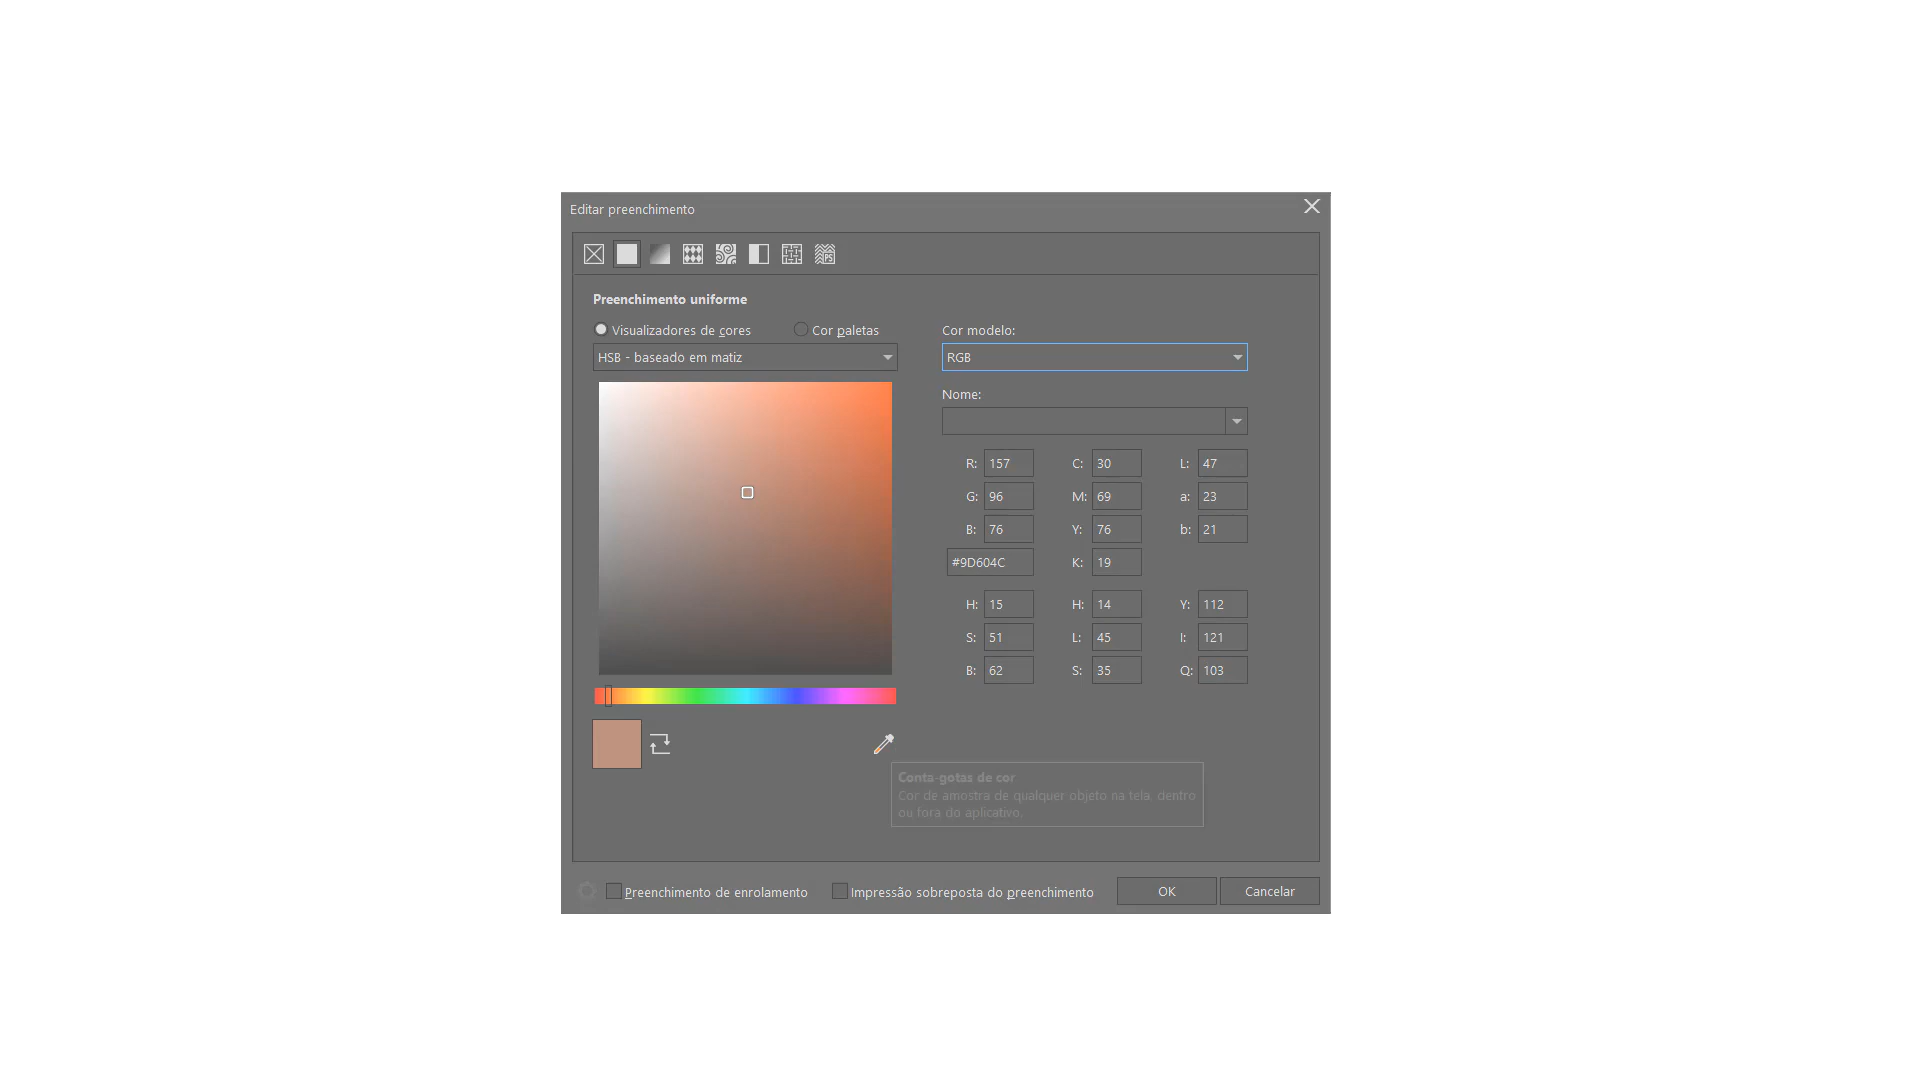 Editar preenchimento
PS
Preenchimento uniforme
Visualizadores de cores
Cor paletas
Cor modelo:
HSB - baseado em matiz
RGB
Nome:
R: 157 C: 30 L: 47
G: 96 M: 69 a: 23
B: 76 Y: 76 b: 21
#9D604C K: 19
H: 15 H: 14 Y: 112
S: 51 L: 45 I: 121
B: 62 S: 35 Q: 103
Conta-gotas de cor
Cor de amostra de qualquer objeto na tela, dentro
ou fora do aplicativo.
Preenchimento de enrolamento
Impressão sobreposta do preenchimento
OK
Cancelar